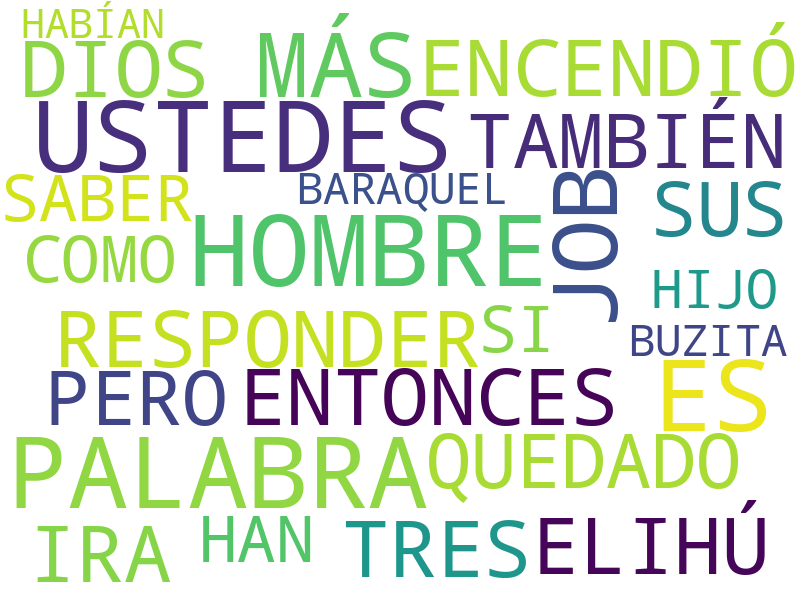 HABÍAN
DIOS MÁS ENCENDIÓ
USTEDES TAMBIÉN
SABER BARAQUEL JOB SUS
COMO HOMBRE HIJO
RESPONDER SI BUZITA
PERO ENTONCES ES
PALABRA QUEDADO
IRA HAN TRES ELIHÚ